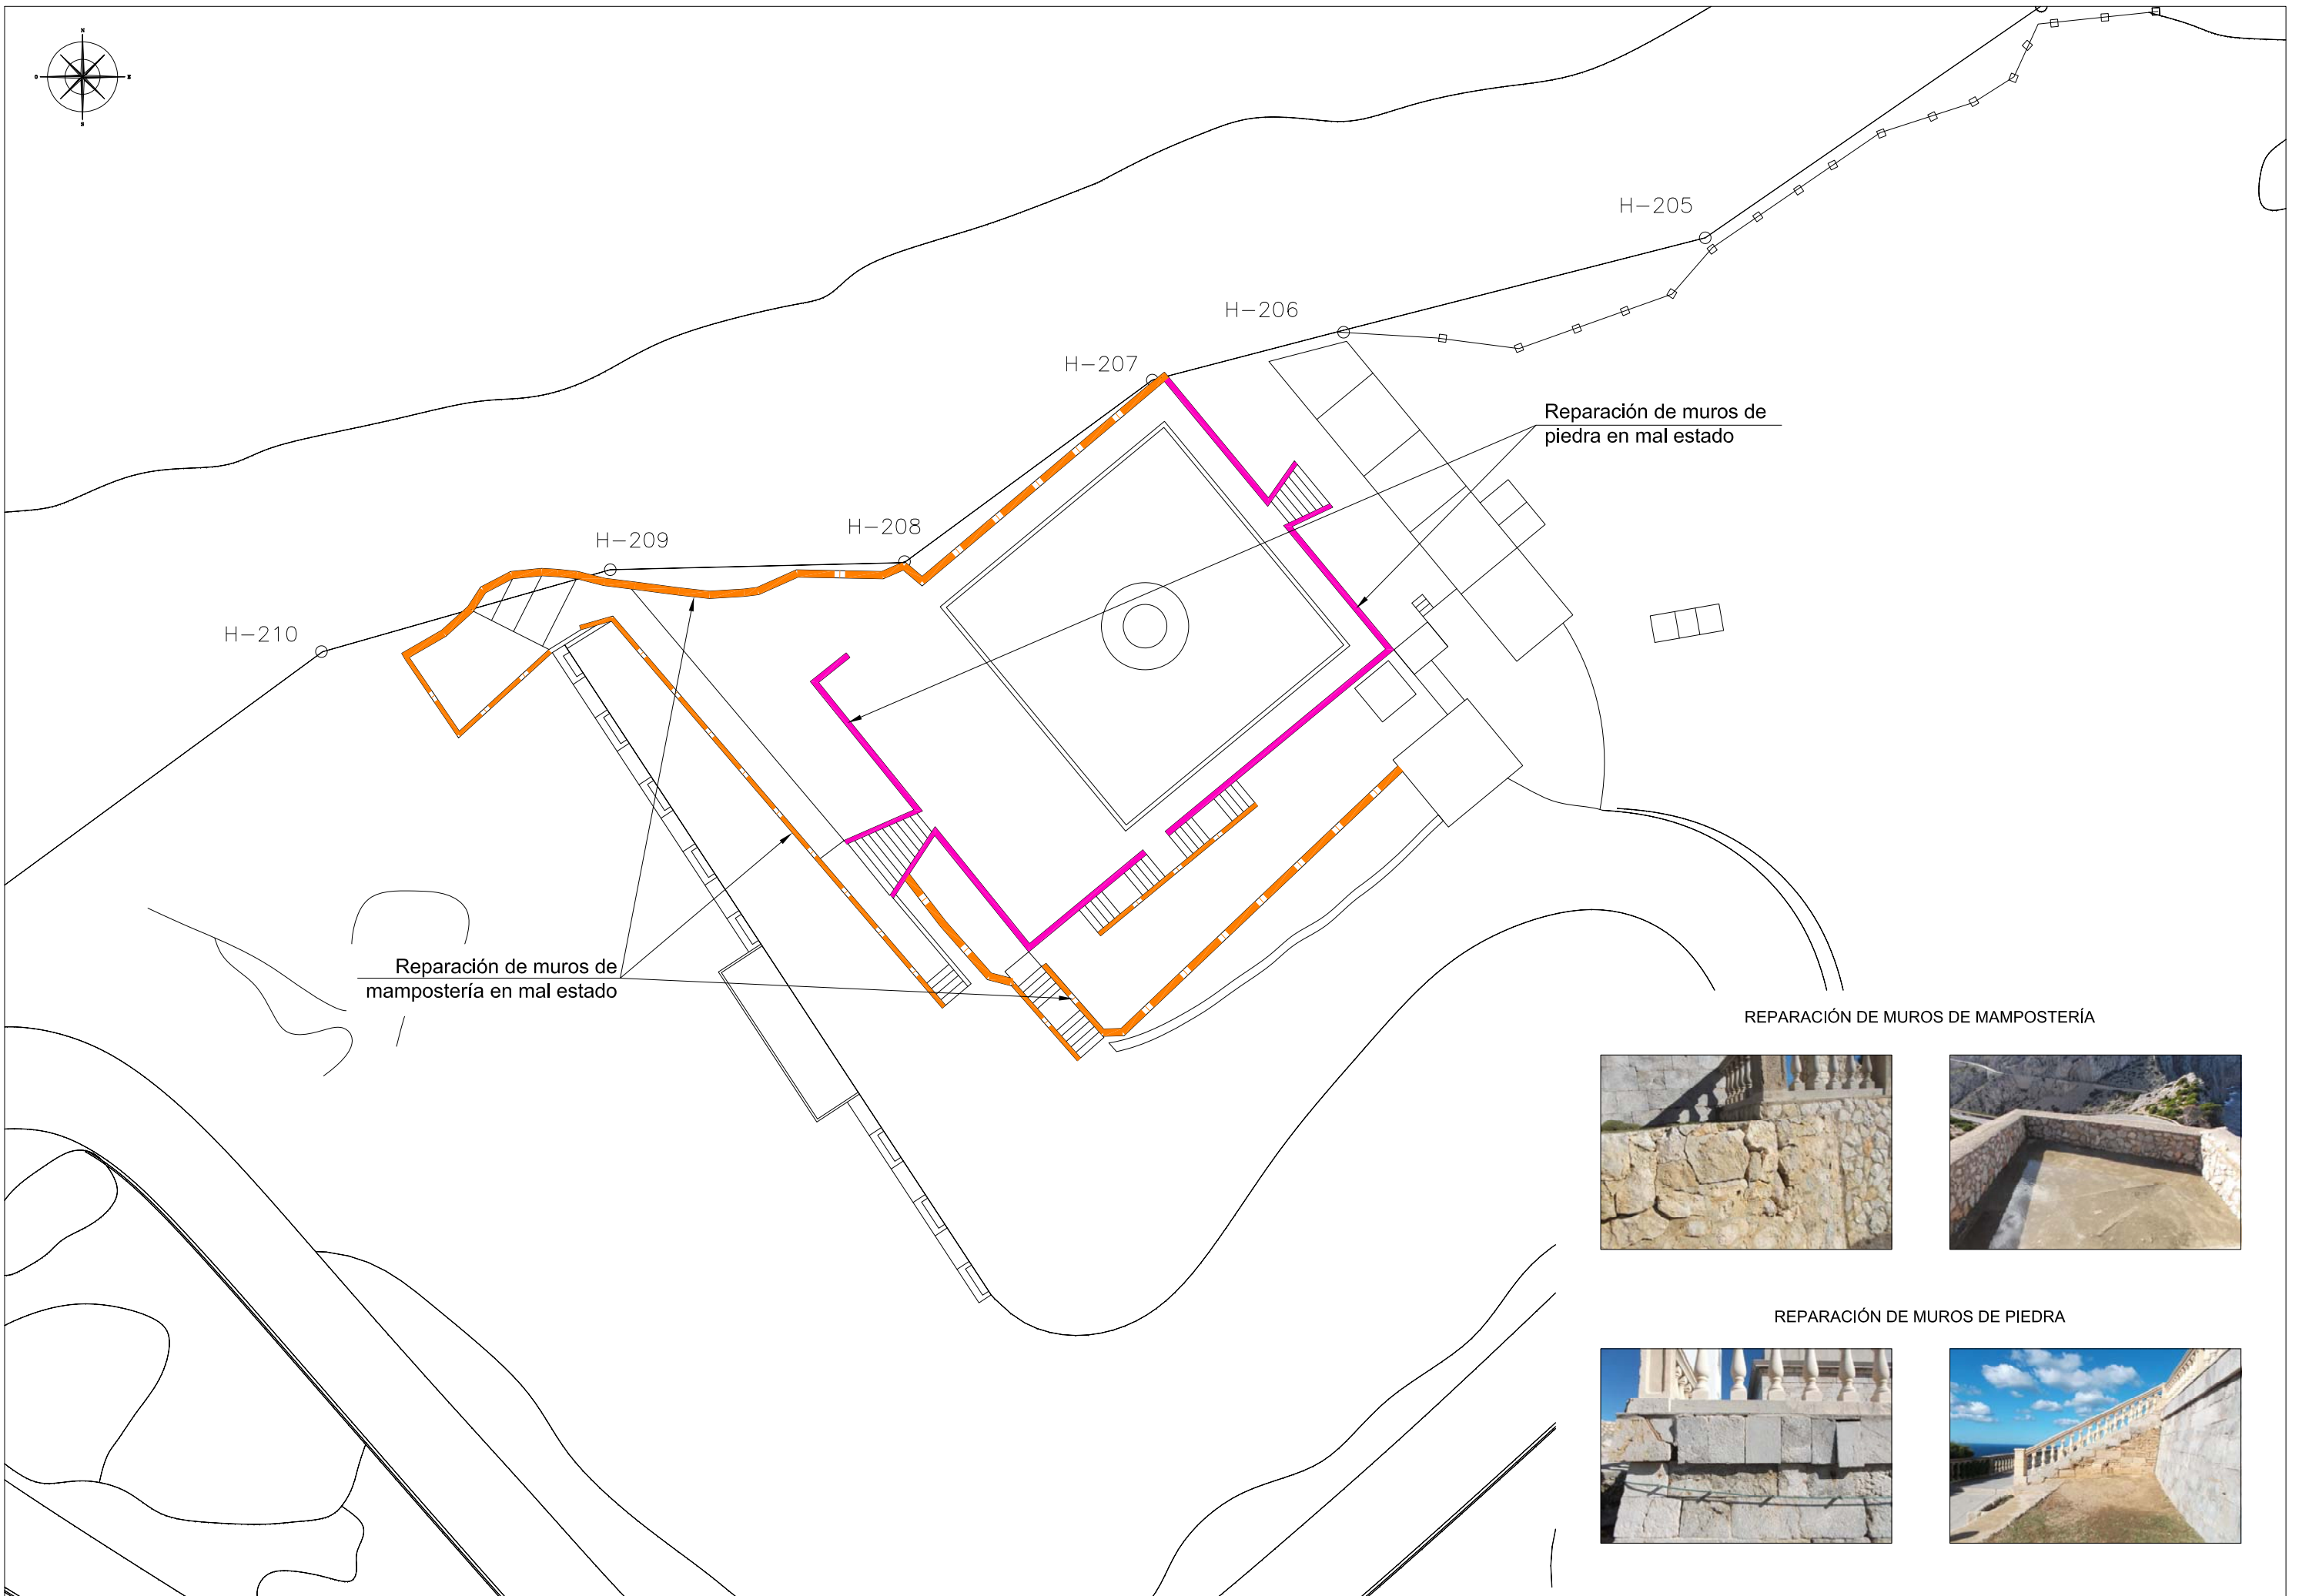 N
O
E
S
H-205
H-206
H-207
Reparación de muros de
piedra en mal estado
H-208
H-209
H-210
Reparación de muros de
mampostería en mal estado
REPARACIÓN DE MUROS DE MAMPOSTERÍA
REPARACIÓN DE MUROS DE PIEDRA